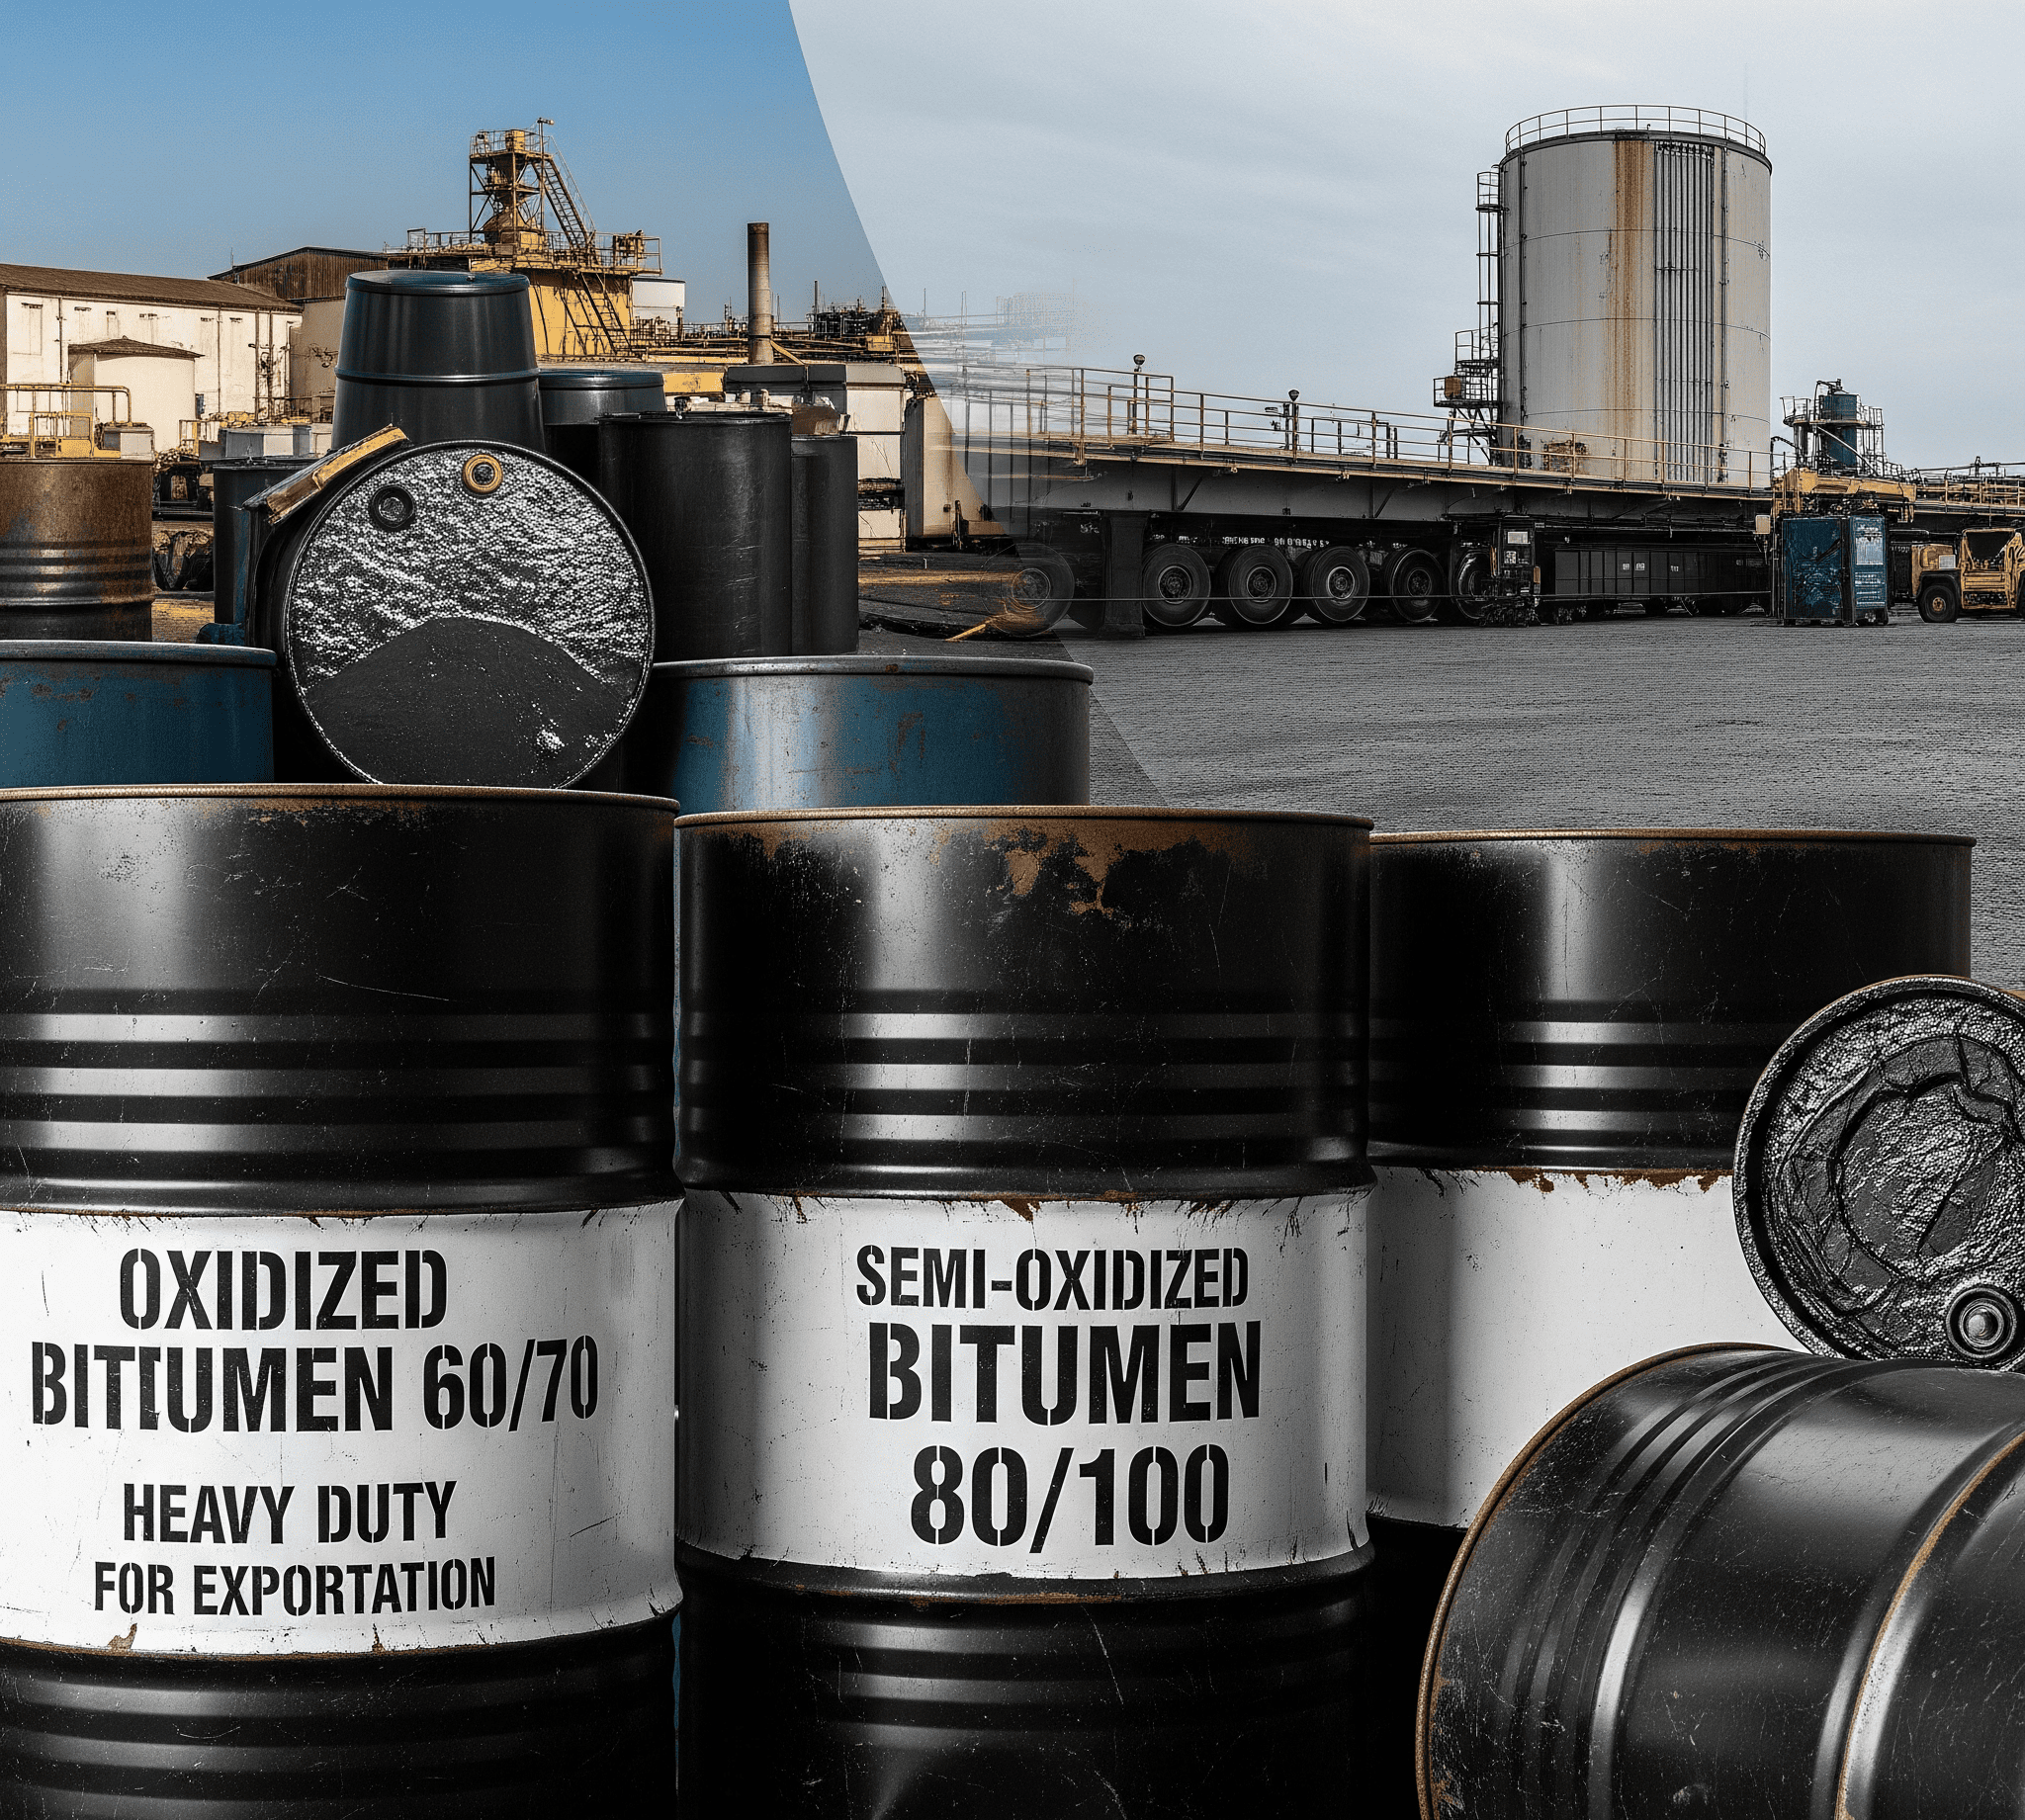 OXIDIZED
BITUMEN 60/70
HEAVY DUTY
FOR EXPORTATION
SEMI-OXIDIZED
BITUMEN
80/100